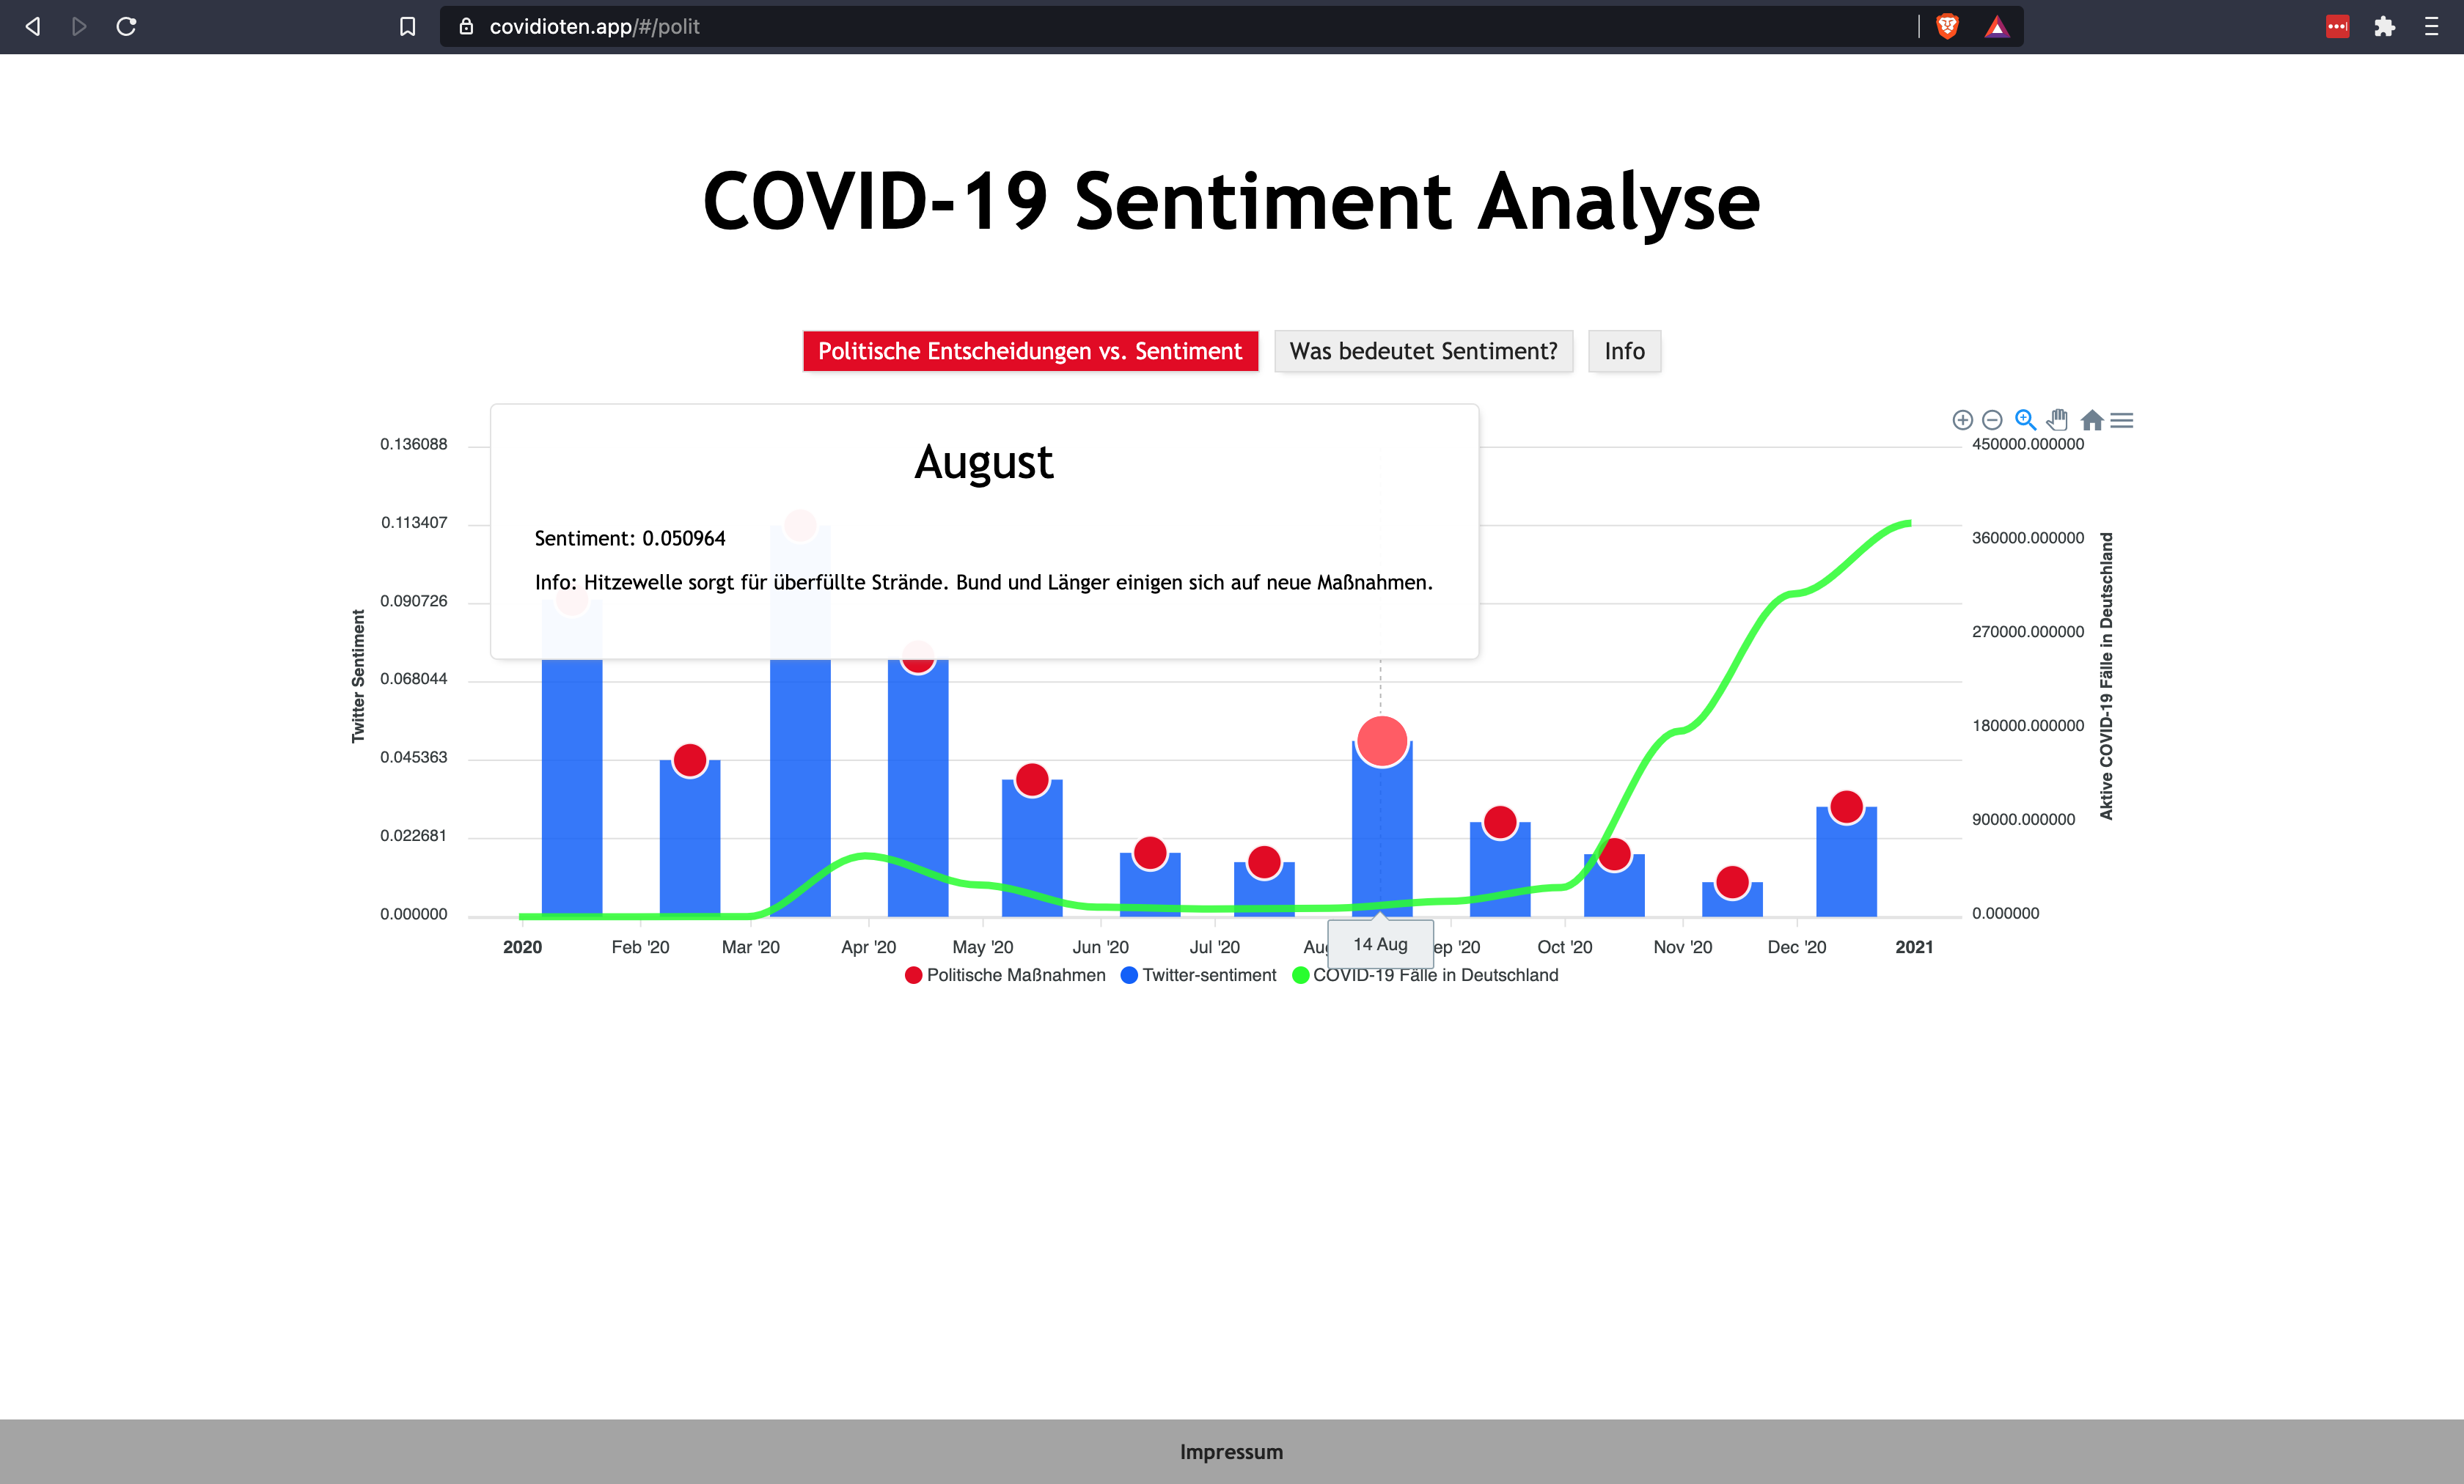 covidioten.app/#/polit
COVID-19 Sentiment Analyse
Politische Entscheidungen vs. Sentiment
Was bedeutet Sentiment?
Info
August
Sentiment: 0.050964
Info: Hitzewelle sorgt für überfüllte Strände. Bund und Länger einigen sich auf neue Maßnahmen.
Twitter Sentiment
0.136088
0.113407
0.090726
0.068044
0.045363
0.022681
0.000000
450000.000000
360000.000000
270000.000000
180000.000000
90000.000000
0.000000
Aktive COVID-19 Fälle in Deutschland
2020 Feb '20 Mar '20 Apr '20 May '20 Jun '20 Jul '20 14 Aug Oct '20 Nov '20 Dec '20 2021
Politische Maßnahmen Twitter-sentiment COVID-19 Fälle in Deutschland
Impressum